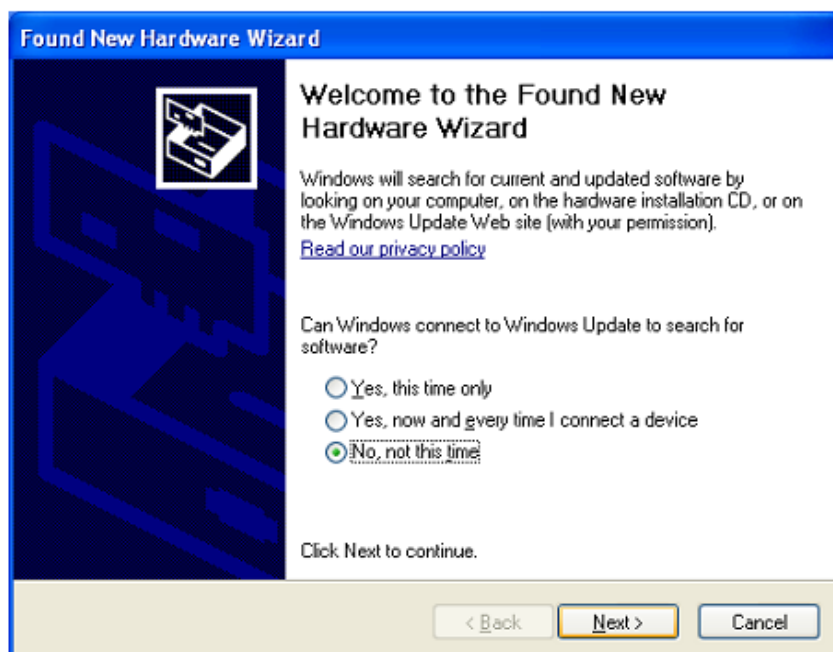 Found New Hardware Wizard
Welcome to the Found New
Hardware Wizard
Windows will search for current and updated software by
looking on your computer, on the hardware installation CD, or on
the Windows Update Web site (with your permission).
Read our privacy policy
Can Windows connect to Windows Update to search for
software?
Yes, this time only
Yes, now and every time I connect a device
No, not this time
Click Next to continue.
< Back
Next >
Cancel